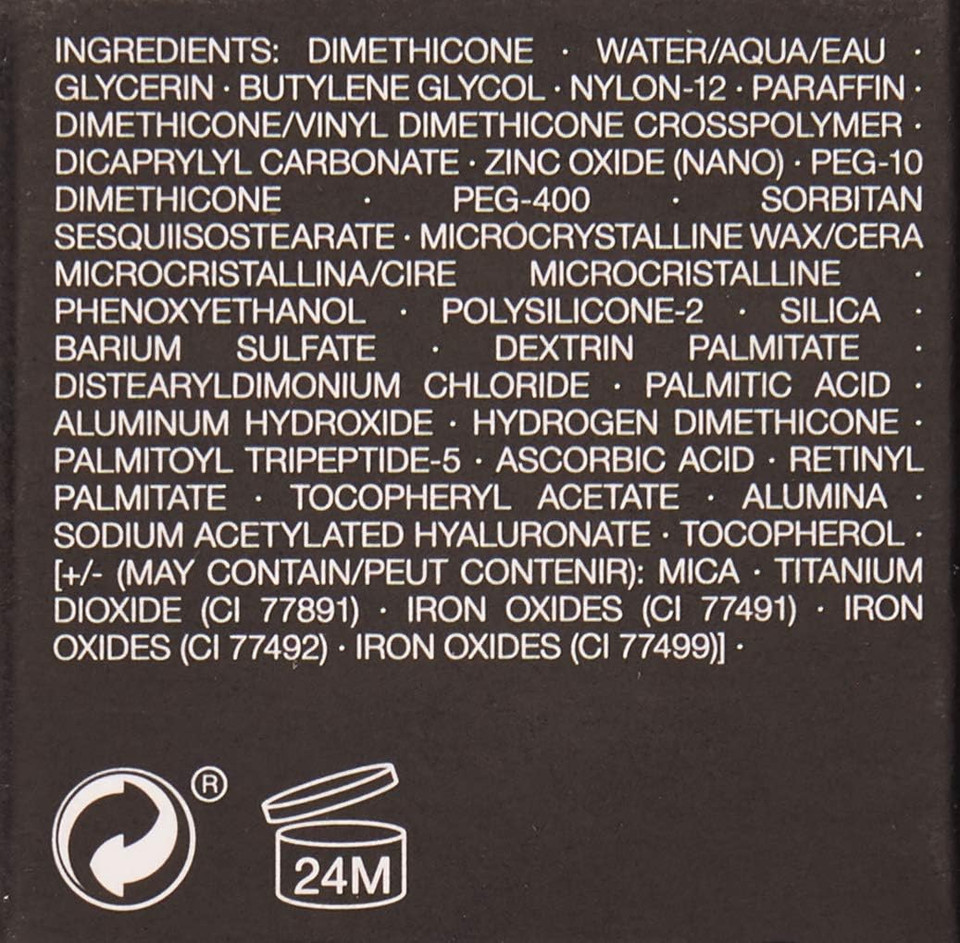 INGREDIENTS: DIMETHICONE · WATER/AQUA/EAU ·
GLYCERIN · BUTYLENE GLYCOL · NYLON-12 · PARAFFIN ·
DIMETHICONE/VINYL DIMETHICONE CROSSPOLYMER ·
DICAPRYLYL CARBONATE · ZINC OXIDE (NANO) · PEG-10
DIMETHICONE · PEG-400 · SORBITAN
SESQUIISOSTEARATE · MICROCRYSTALLINE WAX/CERA
MICROCRISTALLINA/CIRE MICROCRISTALLINE ·
PHENOXYETHANOL · POLYSILICONE-2 · SILICA ·
BARIUM SULFATE · DEXTRIN PALMITATE ·
DISTEARYLDIMONIUM CHLORIDE · PALMITIC ACID ·
ALUMINUM HYDROXIDE · HYDROGEN DIMETHICONE ·
PALMITOYL TRIPEPTIDE-5 · ASCORBIC ACID · RETINYL
PALMITATE · TOCOPHERYL ACETATE · ALUMINA ·
SODIUM ACETYLATED HYALURONATE · TOCOPHEROL ·
[+/- (MAY CONTAIN/PEUT CONTENIR): MICA · TITANIUM
DIOXIDE (CI 77891) · IRON OXIDES (CI 77491) · IRON
OXIDES (CI 77492) · IRON OXIDES (CI 77499)] ·
®
24M